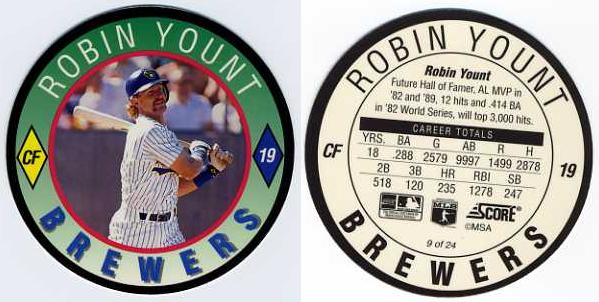 ROBIN YOUNT
CF
19
BREWERS
ROBIN YOUNT
Robin Yount
Future Hall of Famer, AL MVP in
'82 and '89, 12 hits and .414 BA
in '82 World Series, will top 3,000 hits.
CAREER TOTALS
YRS. BA G AB R H
18 .288 2579 9997 1499 2878
2B 3B HR RBI SB
518 120 235 1278 247
CF
19
SCORE
©MSA
9 of 24
BREWERS